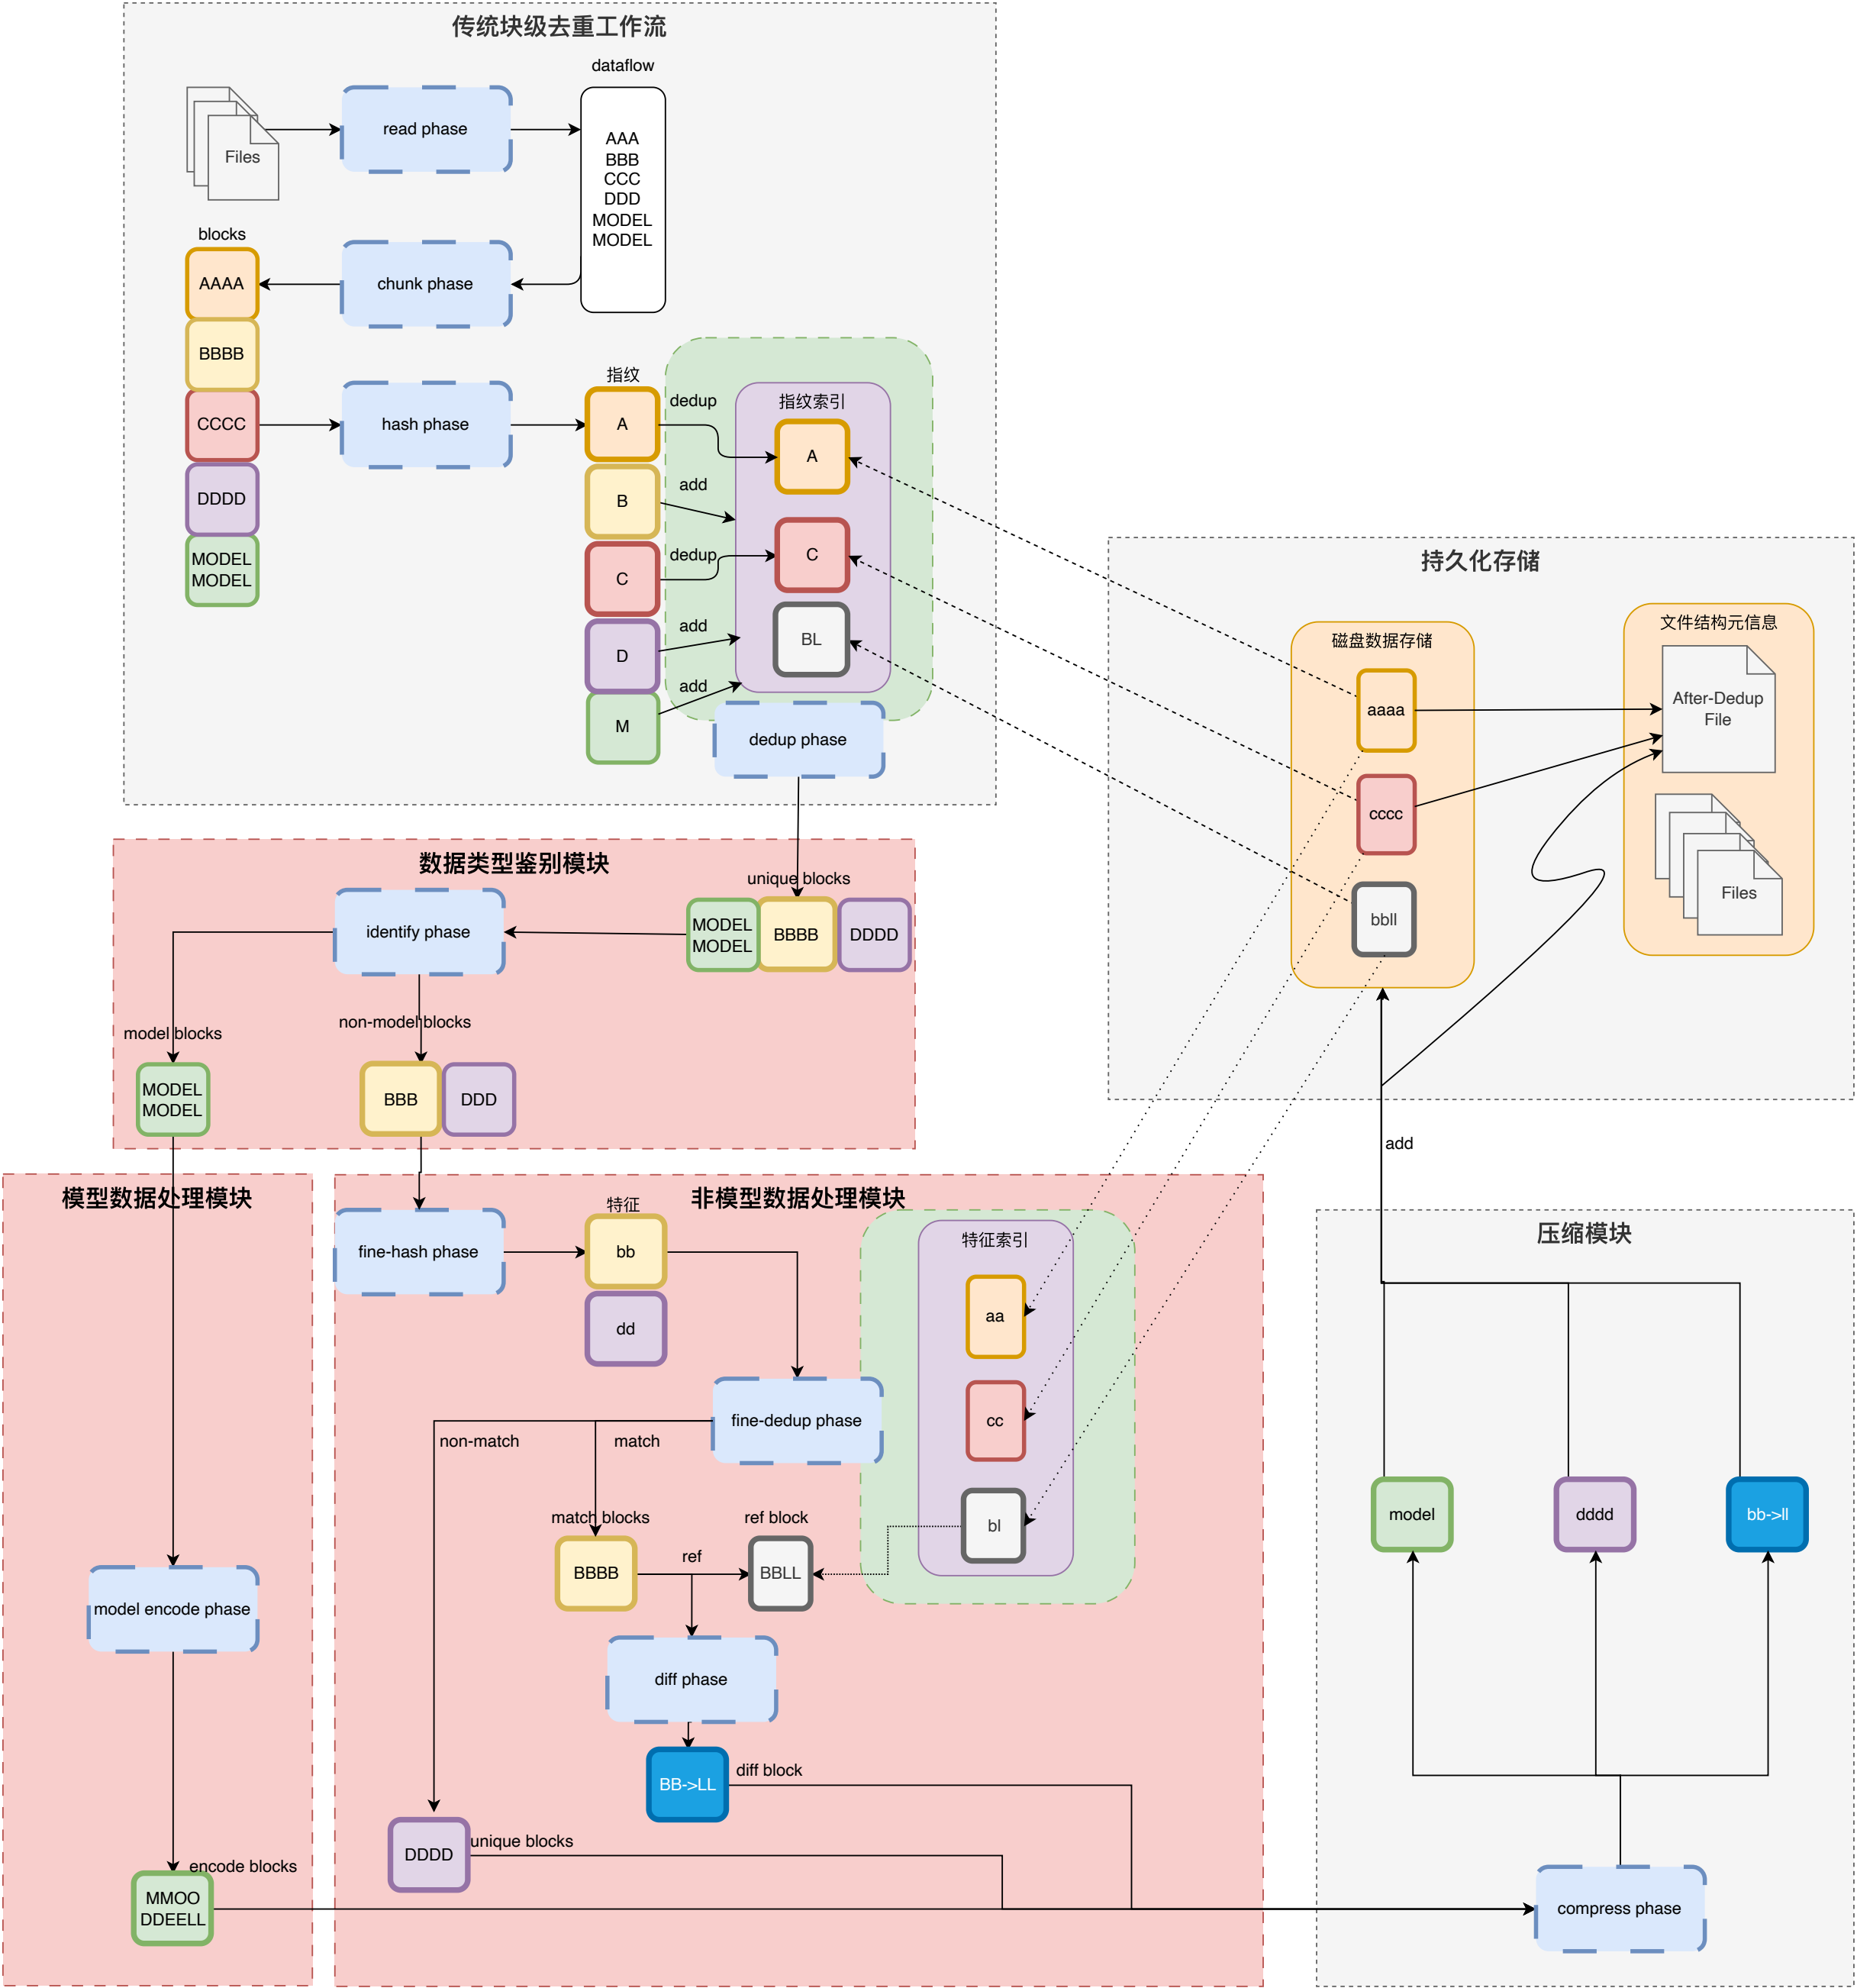 传统块级去重工作流
dataflow
Files
read phase
AAA
BBB
CCC
DDD
MODEL
MODEL
blocks
AAAA
chunk phase
BBBB
CCCC
hash phase
DDDD
MODEL
MODEL
指纹
A
B
C
D
M
dedup
add
dedup
add
add
指纹索引
A
C
BL
dedup phase
持久化存储
磁盘数据存储
aaaa
cccc
bbll
文件结构元信息
After-Dedup
File
Files
数据类型鉴别模块
unique blocks
identify phase
MODEL
MODEL
BBBB
DDDD
model blocks
non-model blocks
MODEL
MODEL
BBB
DDD
add
模型数据处理模块
model encode phase
encode blocks
MMOO
DDEELL
非模型数据处理模块
fine-hash phase
特征
bb
dd
特征索引
aa
cc
bl
fine-dedup phase
non-match
match
match blocks
ref block
BBBB
ref
BBLL
diff phase
BB->LL
diff block
DDDD
unique blocks
压缩模块
model
dddd
bb->ll
compress phase